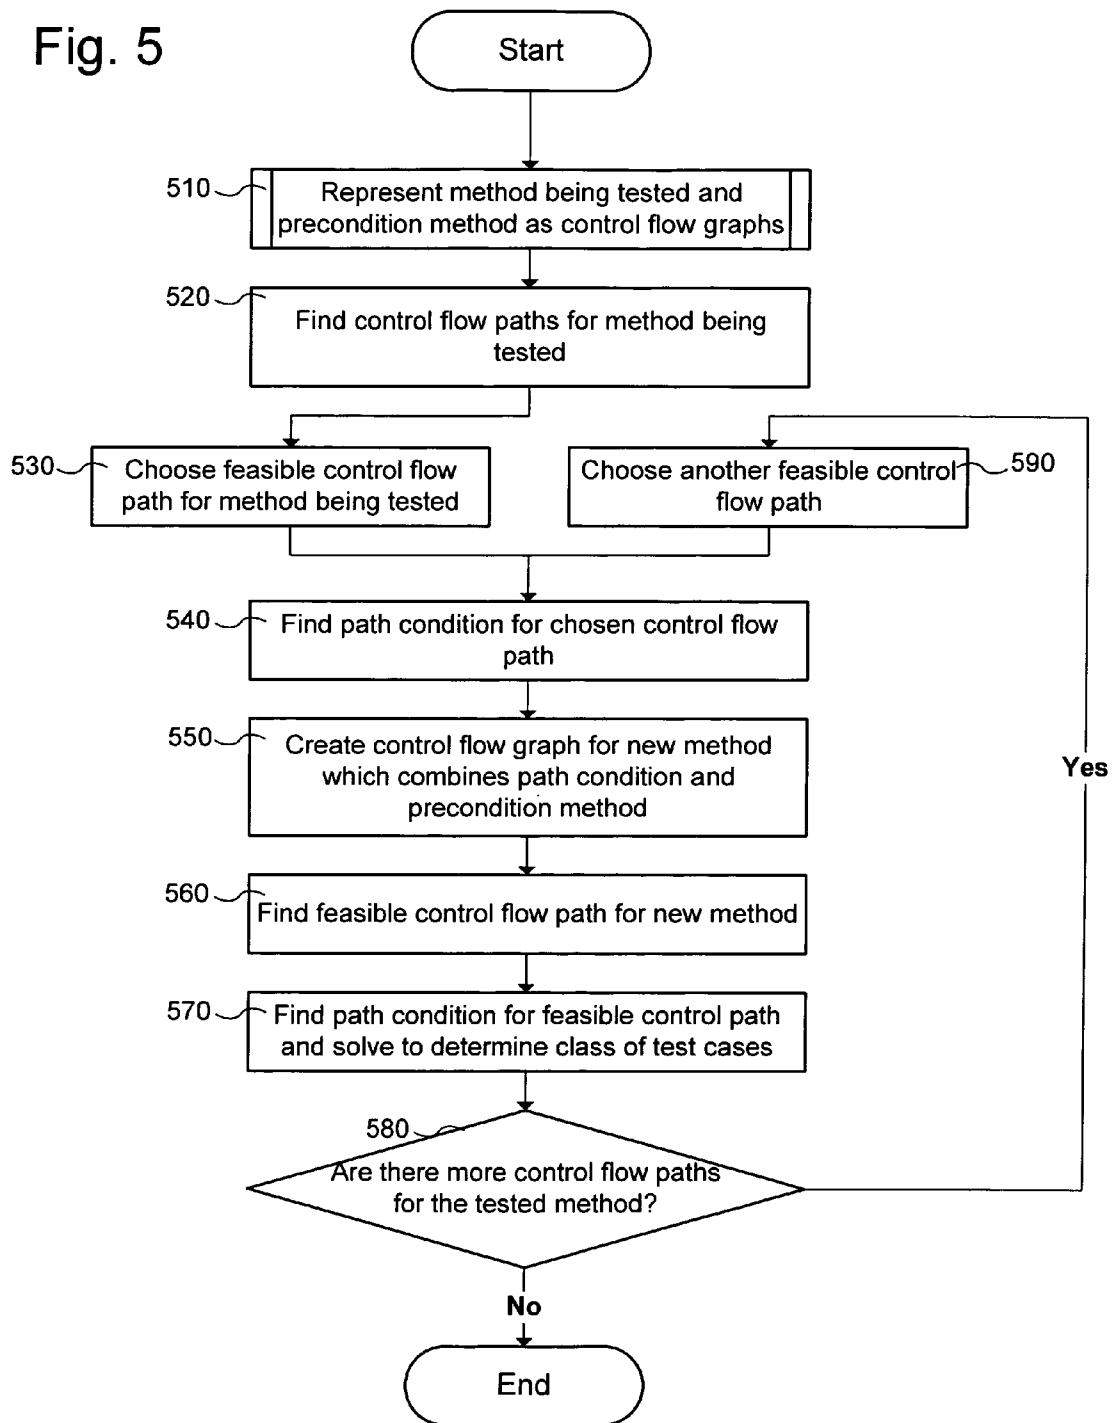 Fig. 5
Start
510
Represent method being tested and
precondition method as control flow graphs
520
Find control flow paths for method being
tested
530
Choose feasible control flow
path for method being tested
Choose another feasible control
flow path
590
540
Find path condition for chosen control flow
path
550
Create control flow graph for new method
which combines path condition and
precondition method
Yes
560
Find feasible control flow path for new method
570
Find path condition for feasible control path
and solve to determine class of test cases
580
Are there more control flow paths
for the tested method?
No
End